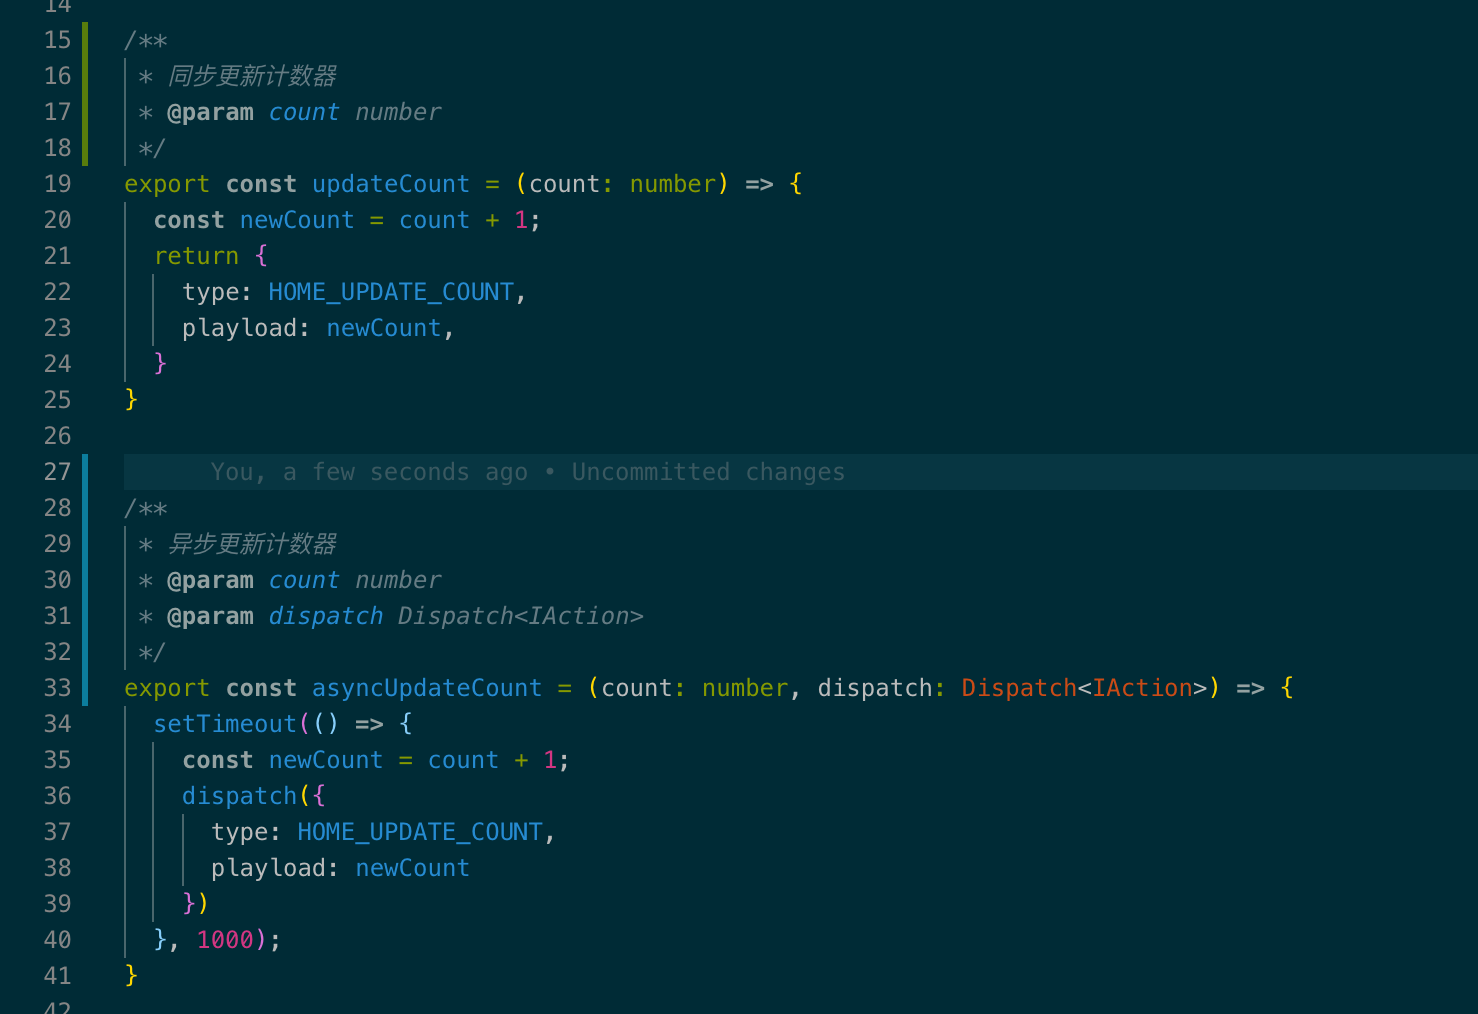 14
15 /**
16  * 同步更新计数器
17  * @param count number
18  */
19 export const updateCount = (count: number) => {
20   const newCount = count + 1;
21   return {
22     type: HOME_UPDATE_COUNT,
23     playload: newCount,
24   }
25 }
26
27       You, a few seconds ago • Uncommitted changes
28 /**
29  * 异步更新计数器
30  * @param count number
31  * @param dispatch Dispatch<IAction>
32  */
33 export const asyncUpdateCount = (count: number, dispatch: Dispatch<IAction>) => {
34   setTimeout(() => {
35     const newCount = count + 1;
36     dispatch({
37       type: HOME_UPDATE_COUNT,
38       playload: newCount
39     })
40   }, 1000);
41 }
42